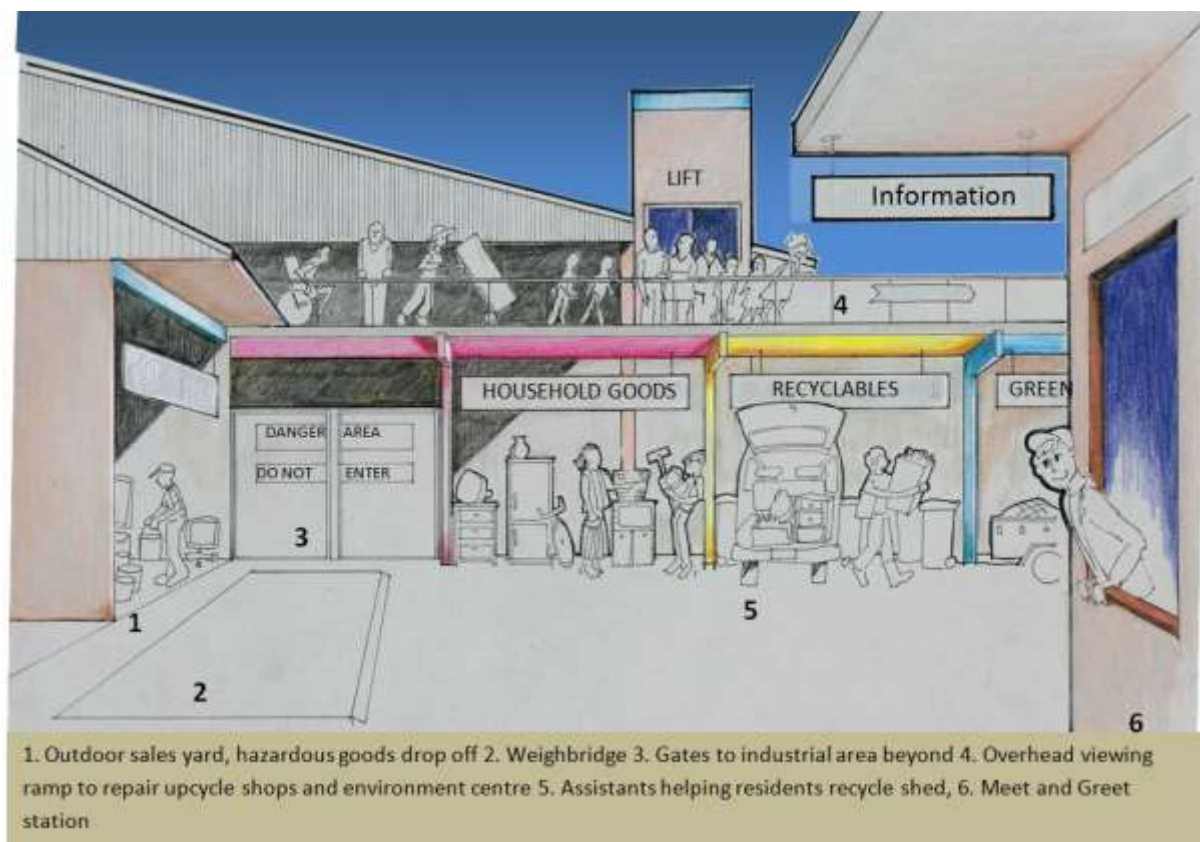 LIFT
Information
4
HOUSEHOLD GOODS
RECYCLABLES
GREEN
DANGER AREA
DO NOT ENTER
3
5
1
2
6
1. Outdoor sales yard, hazardous goods drop off 2. Weighbridge 3. Gates to industrial area beyond 4. Overhead viewing
ramp to repair upcycle shops and environment centre 5. Assistants helping residents recycle shed, 6. Meet and Greet
station